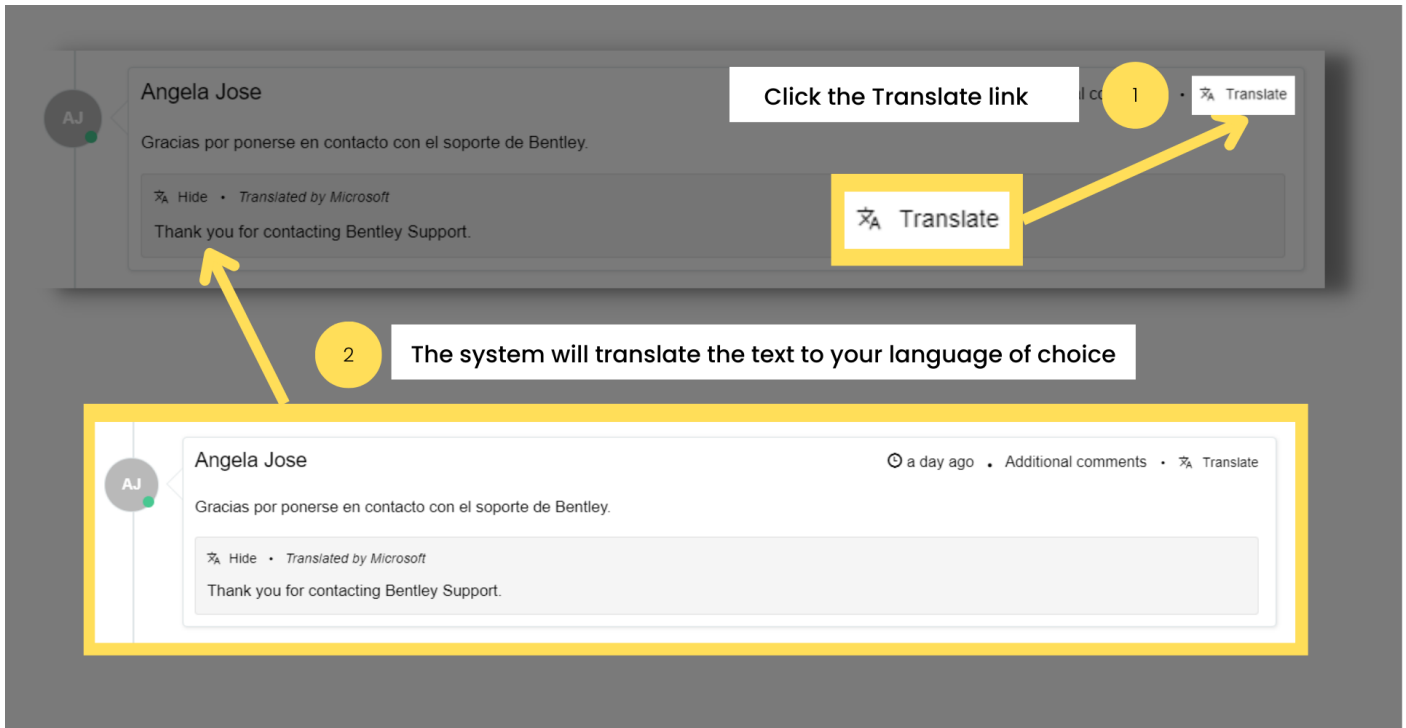 Angela Jose
Click the Translate link
1
• Translate
AJ
Gracias por ponerse en contacto con el soporte de Bentley.
Hide • Translated by Microsoft
Translate
Thank you for contacting Bentley Support.
2
The system will translate the text to your language of choice
Angela Jose
a day ago • Additional comments • Translate
AJ
Gracias por ponerse en contacto con el soporte de Bentley.
Hide • Translated by Microsoft
Thank you for contacting Bentley Support.